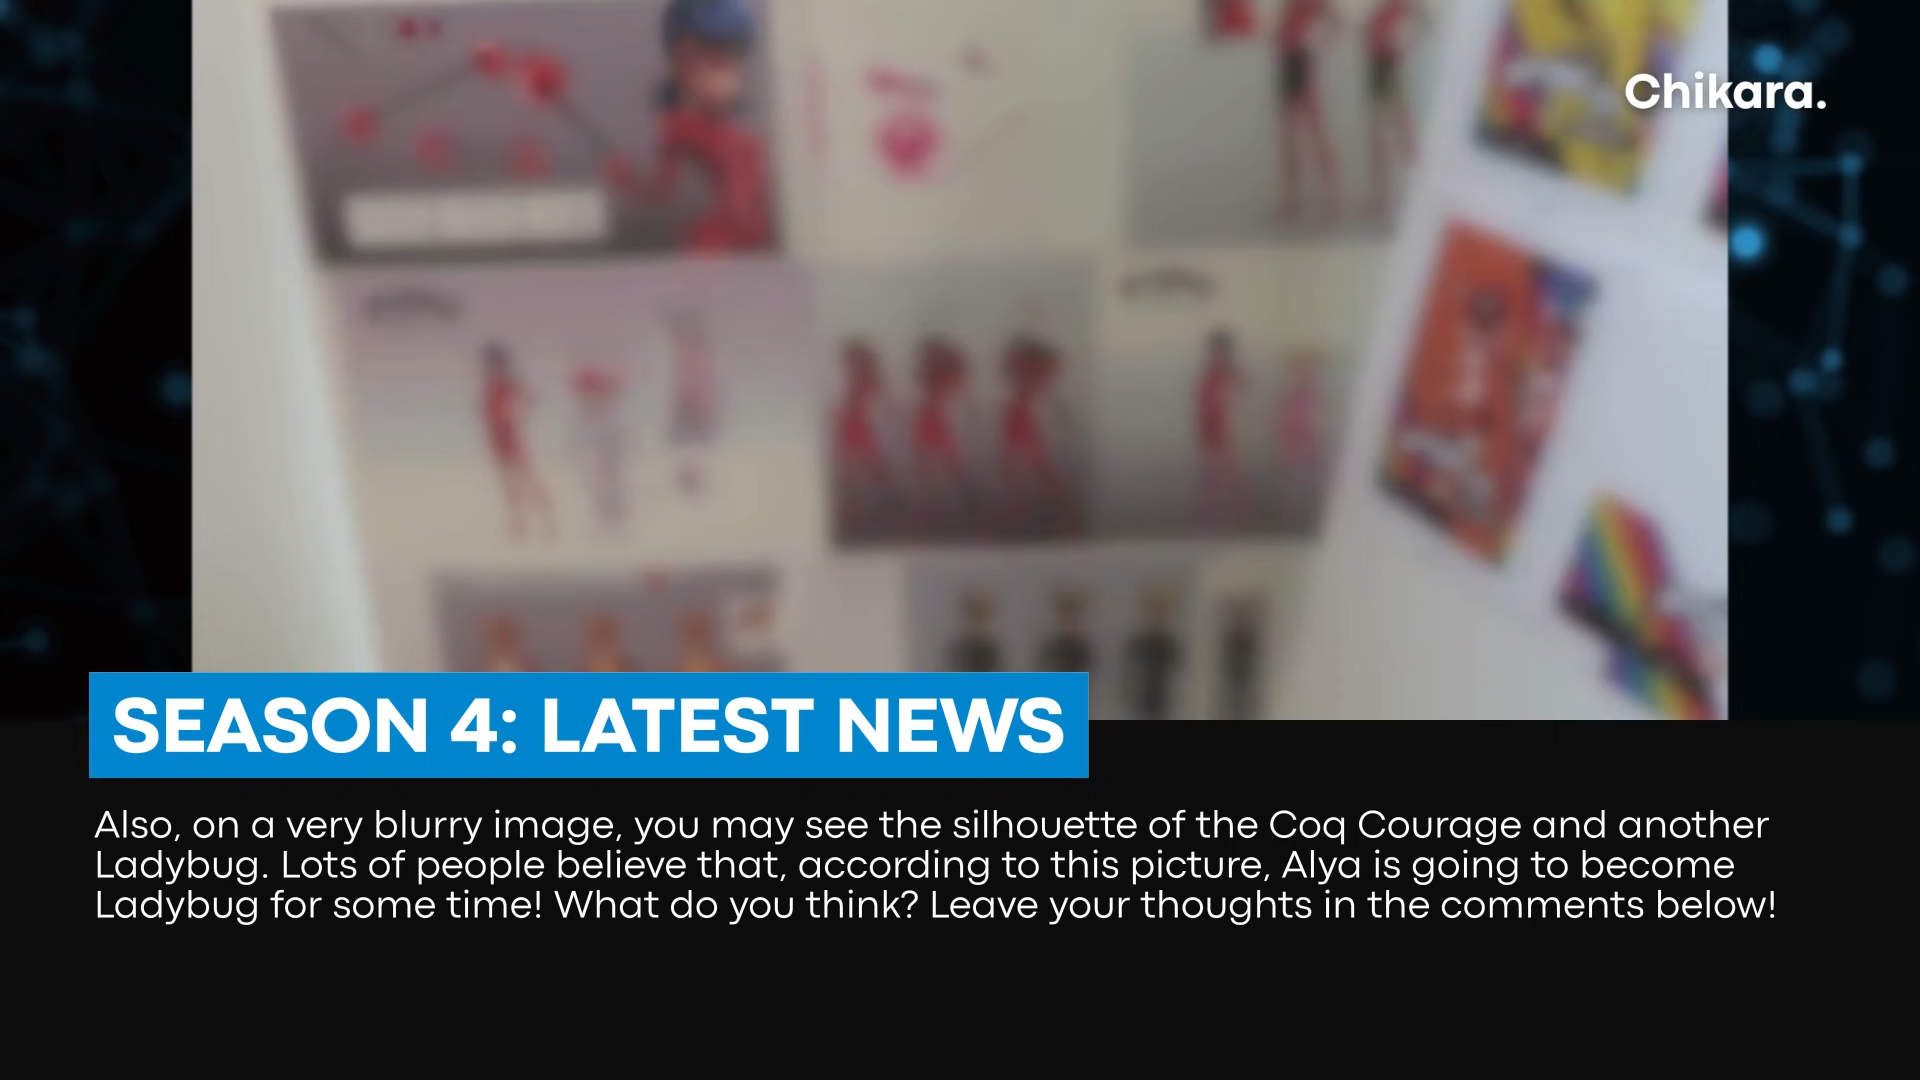 Chikara.
SEASON 4: LATEST NEWS
Also, on a very blurry image, you may see the silhouette of the Coq Courage and another
Ladybug. Lots of people believe that, according to this picture, Alya is going to become
Ladybug for some time! What do you think? Leave your thoughts in the comments below!